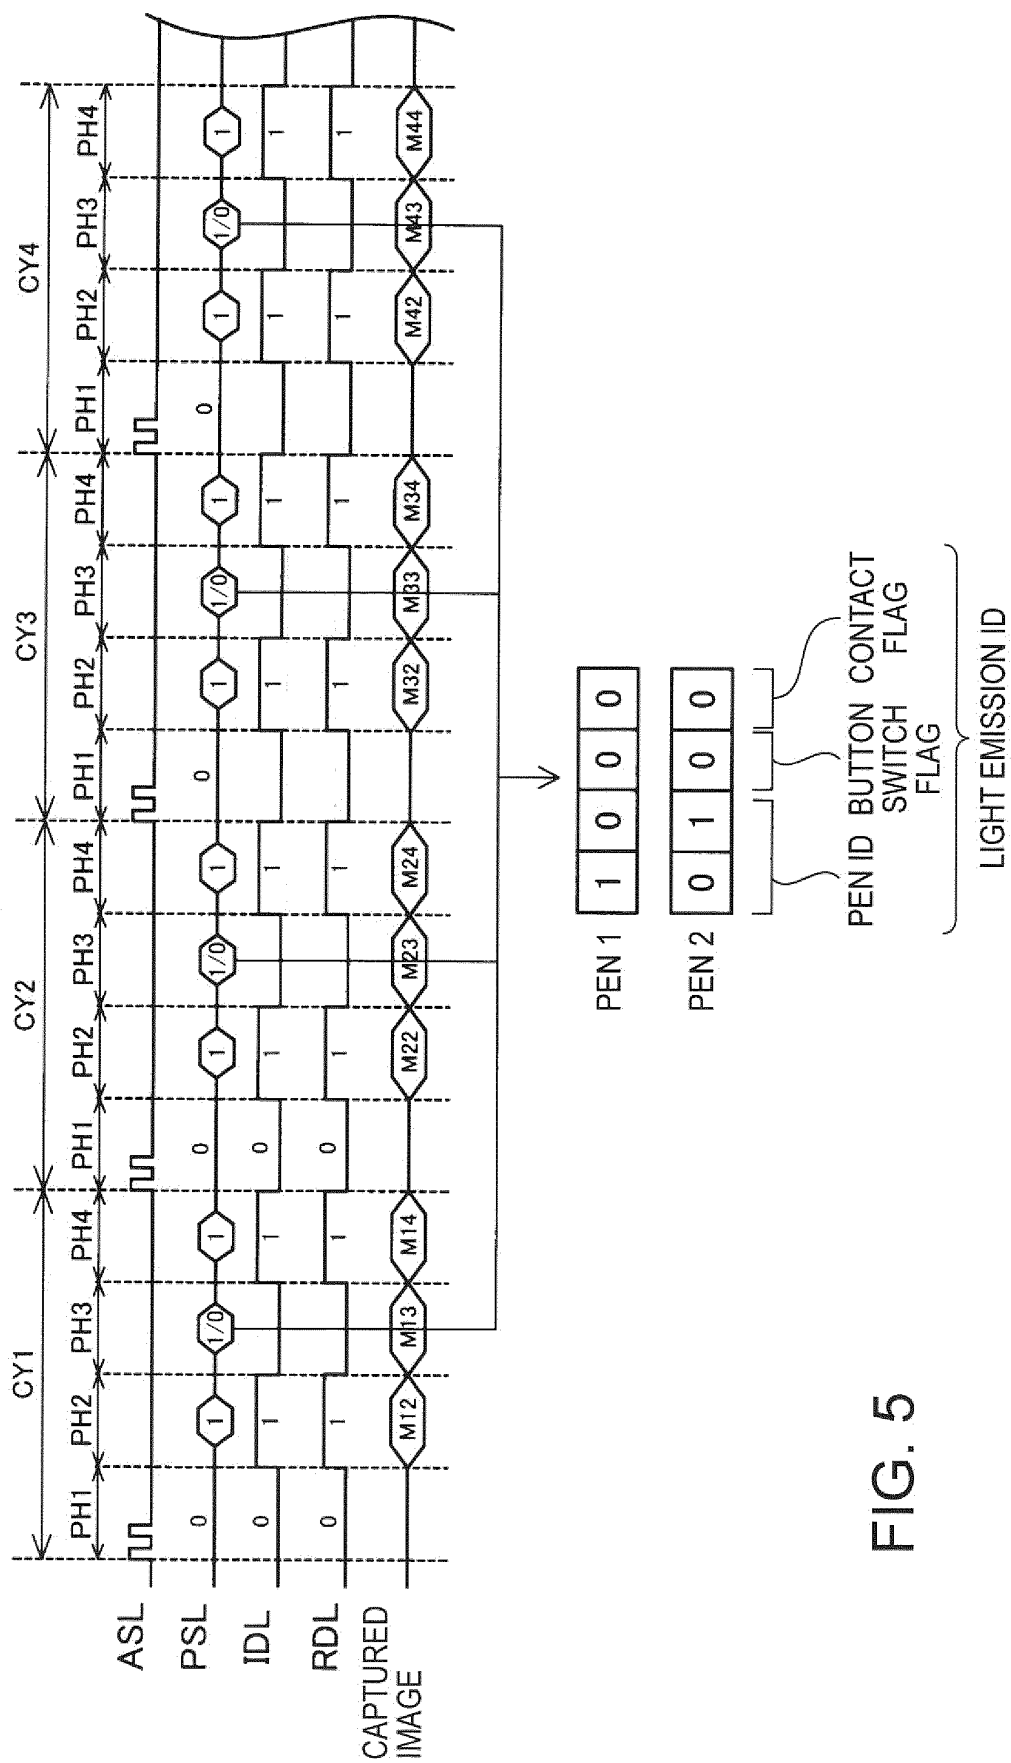 CY1 CY2 CY3 CY4
PH1 PH2 PH3 PH4 PH1 PH2 PH3 PH4 PH1 PH2 PH3 PH4 PH1 PH2 PH3 PH4
ASL
PSL 0 1 1/0 1 0 1 1/0 1 0 1 1/0 1 0 1 1/0 1
IDL 0 1 1 0 1 1 1 1 1 1
RDL 0 1 1 0 1 1 1 1 1 1
CAPTURED
IMAGE
M12 M13 M14 M22 M23 M24 M32 M33 M34 M42 M43 M44
PEN 1 1 0 0 0
PEN 2 0 1 0 0
PEN ID BUTTON CONTACT
SWITCH FLAG
FLAG
LIGHT EMISSION ID
FIG. 5